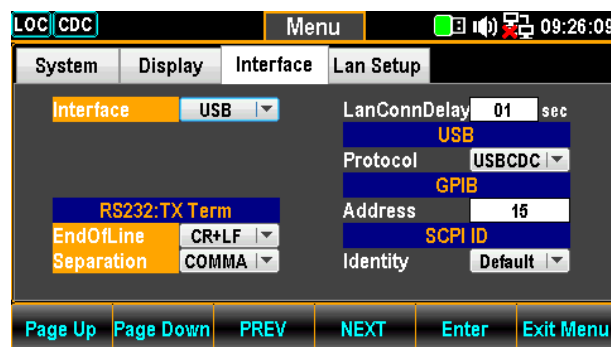 LOC CDC Menu 09:26:09
System Display Interface Lan Setup
Interface USB
LanConnDelay 01 sec
USB
Protocol USBCDC
GPIB
RS232:TX Term
Address 15
EndOfLine CR+LF
SCPI ID
Separation COMMA
Identity Default
Page Up Page Down PREV NEXT Enter Exit Menu